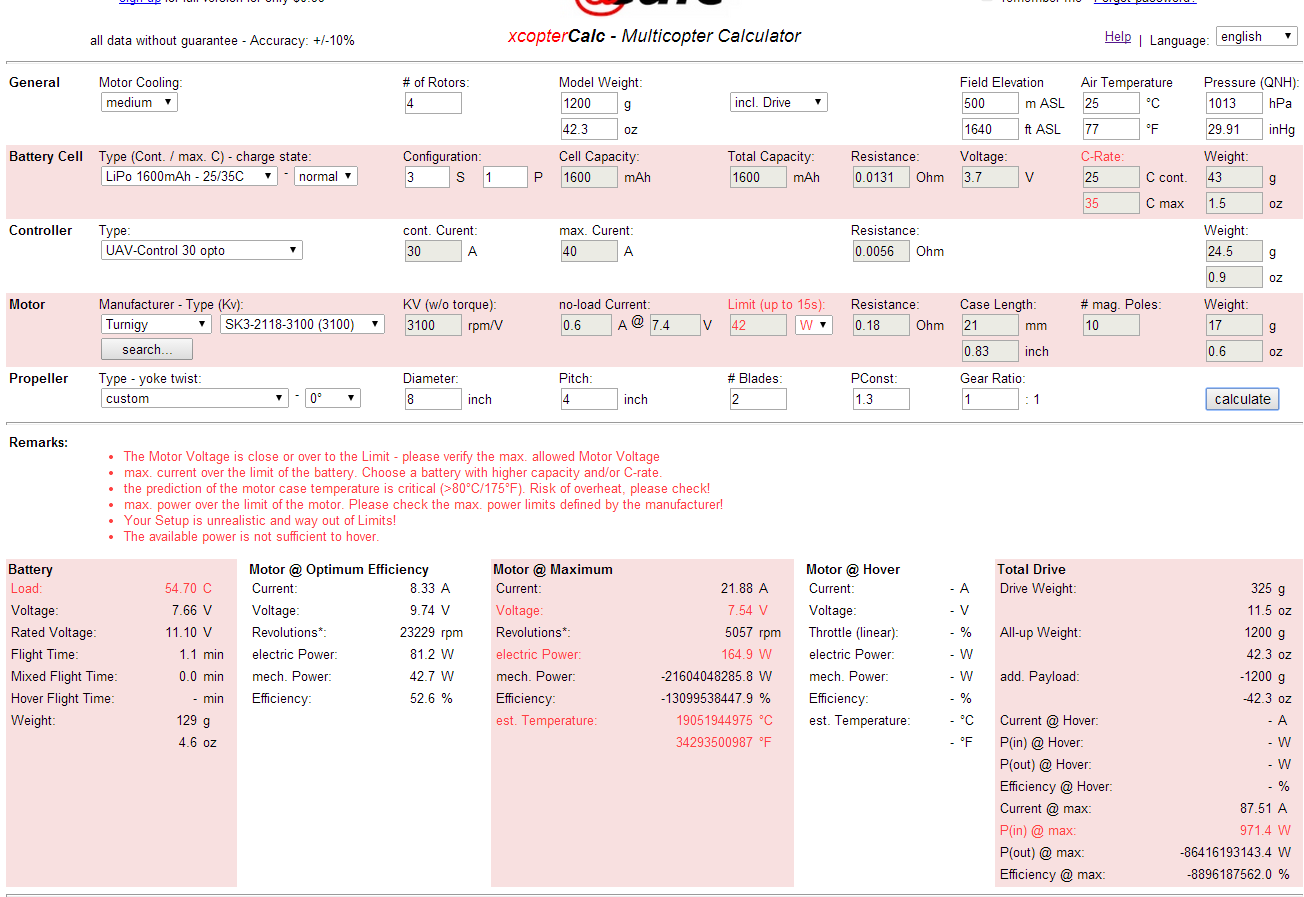 sign up for full version for only $0.99 remember me - Forgot password?
all data without guarantee - Accuracy: +/-10% xcopterCalc - Multicopter Calculator Help | Language: english
General Motor Cooling: # of Rotors: Model Weight: Field Elevation Air Temperature Pressure (QNH):
medium 4 1200 g incl. Drive 500 m ASL 25 °C 1013 hPa
42.3 oz 1640 ft ASL 77 °F 29.91 inHg
Battery Cell Type (Cont. / max. C) - charge state: Configuration: Cell Capacity: Total Capacity: Resistance: Voltage: C-Rate: Weight:
LiPo 1600mAh - 25/35C - normal 3 S 1 P 1600 mAh 1600 mAh 0.0131 Ohm 3.7 V 25 C cont. 43 g
35 C max 1.5 oz
Controller Type: cont. Curent: max. Curent: Resistance: Weight:
UAV-Control 30 opto 30 A 40 A 0.0056 Ohm 24.5 g
0.9 oz
Motor Manufacturer - Type (Kv): KV (w/o torque): no-load Current: Limit (up to 15s): Resistance: Case Length: # mag. Poles: Weight:
Turnigy SK3-2118-3100 (3100) 3100 rpm/V 0.6 A @ 7.4 V 42 W 0.18 Ohm 21 mm 10 17 g
search... 0.83 inch 0.6 oz
Propeller Type - yoke twist: Diameter: Pitch: # Blades: PConst: Gear Ratio:
custom - 0° 8 inch 4 inch 2 1.3 1 : 1 calculate
Remarks:
• The Motor Voltage is close or over to the Limit - please verify the max. allowed Motor Voltage
• max. current over the limit of the battery. Choose a battery with higher capacity and/or C-rate.
• the prediction of the motor case temperature is critical (>80°C/175°F). Risk of overheat, please check!
• max. power over the limit of the motor. Please check the max. power limits defined by the manufacturer!
• Your Setup is unrealistic and way out of Limits!
• The available power is not sufficient to hover.
Battery Motor @ Optimum Efficiency Motor @ Maximum Motor @ Hover Total Drive
Load: 54.70 C Current: 8.33 A Current: 21.88 A Current: - A Drive Weight: 325 g
Voltage: 7.66 V Voltage: 9.74 V Voltage: 7.54 V Voltage: - V 11.5 oz
Rated Voltage: 11.10 V Revolutions*: 23229 rpm Revolutions*: 5057 rpm Throttle (linear): - % All-up Weight: 1200 g
Flight Time: 1.1 min electric Power: 81.2 W electric Power: 164.9 W electric Power: - W 42.3 oz
Mixed Flight Time: 0.0 min mech. Power: 42.7 W mech. Power: -21604048285.8 W mech. Power: - W add. Payload: -1200 g
Hover Flight Time: - min Efficiency: 52.6 % Efficiency: -13099538447.9 % Efficiency: - % -42.3 oz
Weight: 129 g est. Temperature: 19051944975 °C est. Temperature: - °C Current @ Hover: - A
4.6 oz 34293500987 °F - °F P(in) @ Hover: - W
P(out) @ Hover: - W
Efficiency @ Hover: - %
Current @ max: 87.51 A
P(in) @ max: 971.4 W
P(out) @ max: -86416193143.4 W
Efficiency @ max: -8896187562.0 %